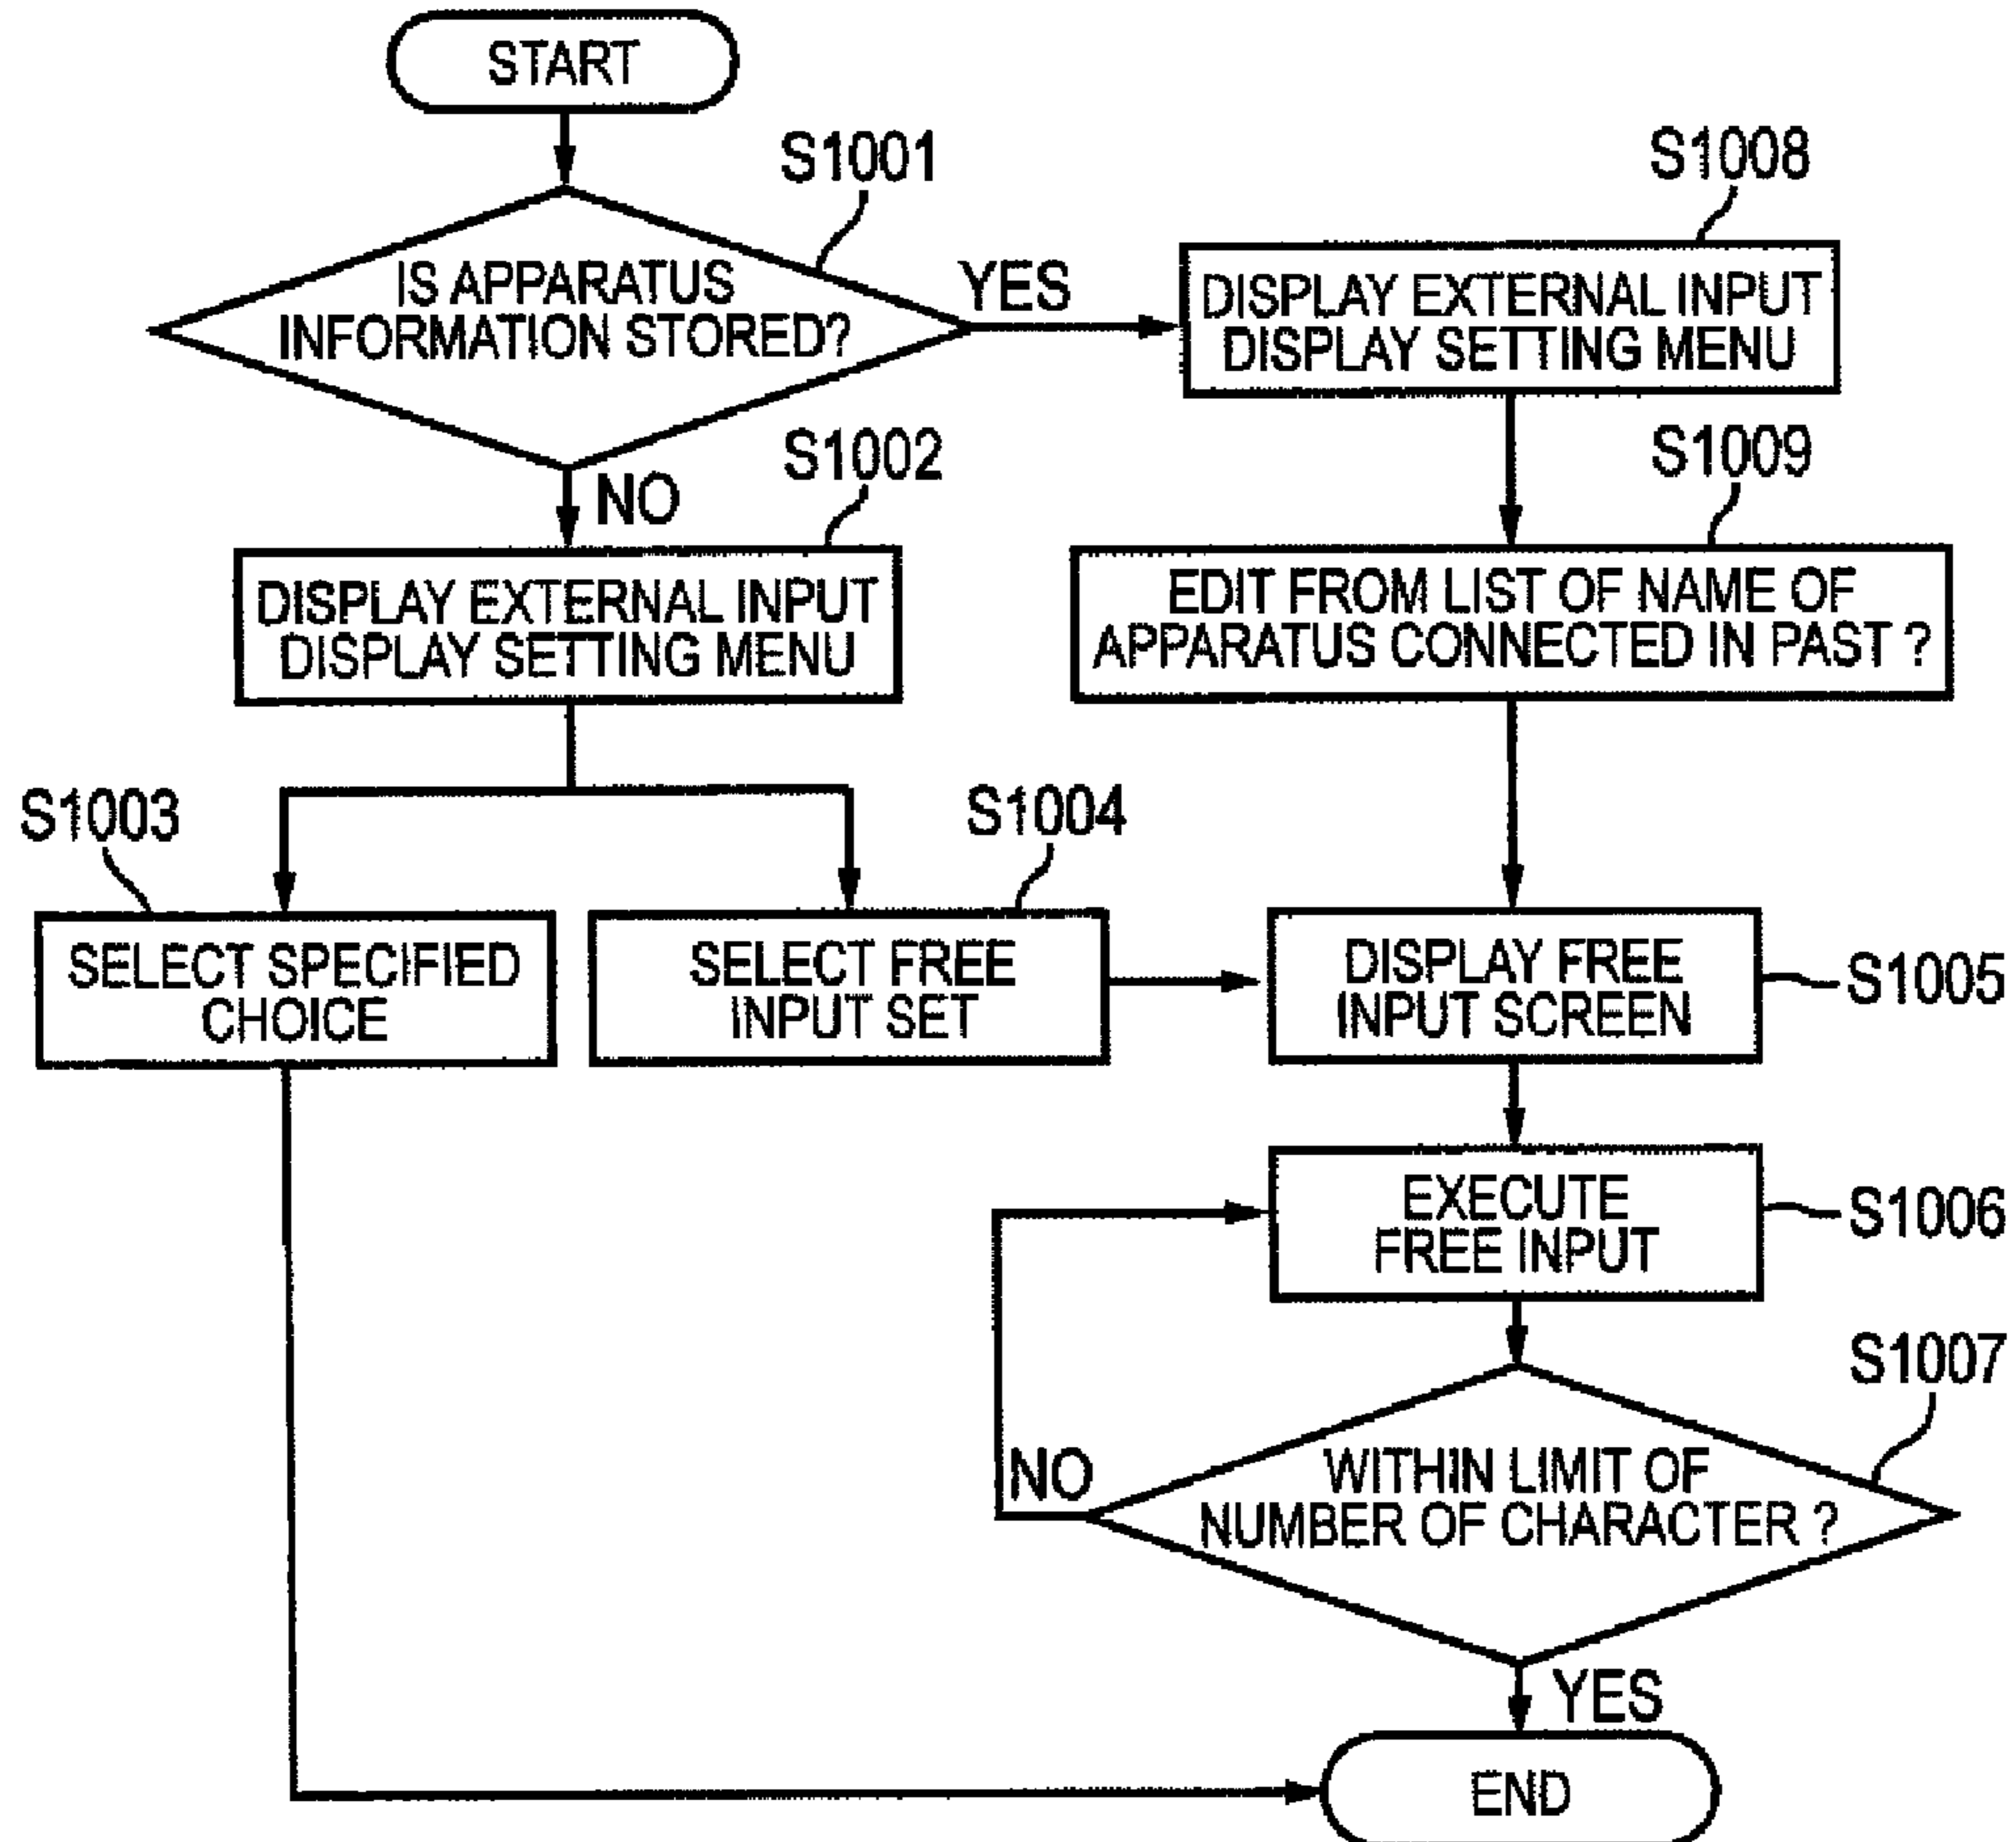 START
S1001
IS APPARATUS
INFORMATION STORED?
YES
S1008
DISPLAY EXTERNAL INPUT
DISPLAY SETTING MENU
NO
S1002
DISPLAY EXTERNAL INPUT
DISPLAY SETTING MENU
S1009
EDIT FROM LIST OF NAME OF
APPARATUS CONNECTED IN PAST ?
S1003
SELECT SPECIFIED
CHOICE
S1004
SELECT FREE
INPUT SET
DISPLAY FREE
INPUT SCREEN
S1005
EXECUTE
FREE INPUT
S1006
S1007
WITHIN LIMIT OF
NUMBER OF CHARACTER ?
NO
YES
END